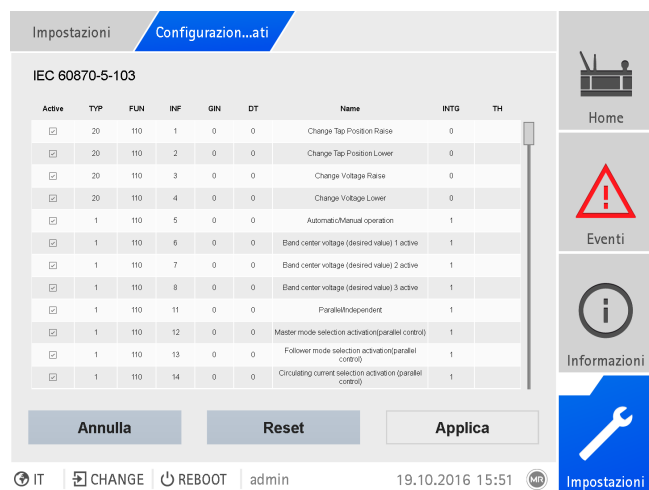 Impostazioni Configurazion...ati
IEC 60870-5-103
Active TYP FUN INF GIN DT Name INTG TH
20 110 1 0 0 Change Tap Position Raise 0
20 110 2 0 0 Change Tap Position Lower 0
20 110 3 0 0 Change Voltage Raise 0
20 110 4 0 0 Change Voltage Lower 0
1 110 5 0 0 Automatic/Manual operation 1
1 110 6 0 0 Band center voltage (desired value) 1 active 1
1 110 7 0 0 Band center voltage (desired value) 2 active 1
1 110 8 0 0 Band center voltage (desired value) 3 active 1
1 110 11 0 0 Parallel/Independent 1
1 110 12 0 0 Master mode selection activation(parallel control) 1
1 110 13 0 0 Follower mode selection activation(parallel
control) 1
1 110 14 0 0 Circulating current selection activation (parallel
control) 1
Annulla Reset Applica
IT CHANGE REBOOT admin 19.10.2016 15:51 MR
Home
Eventi
Informazioni
Impostazioni